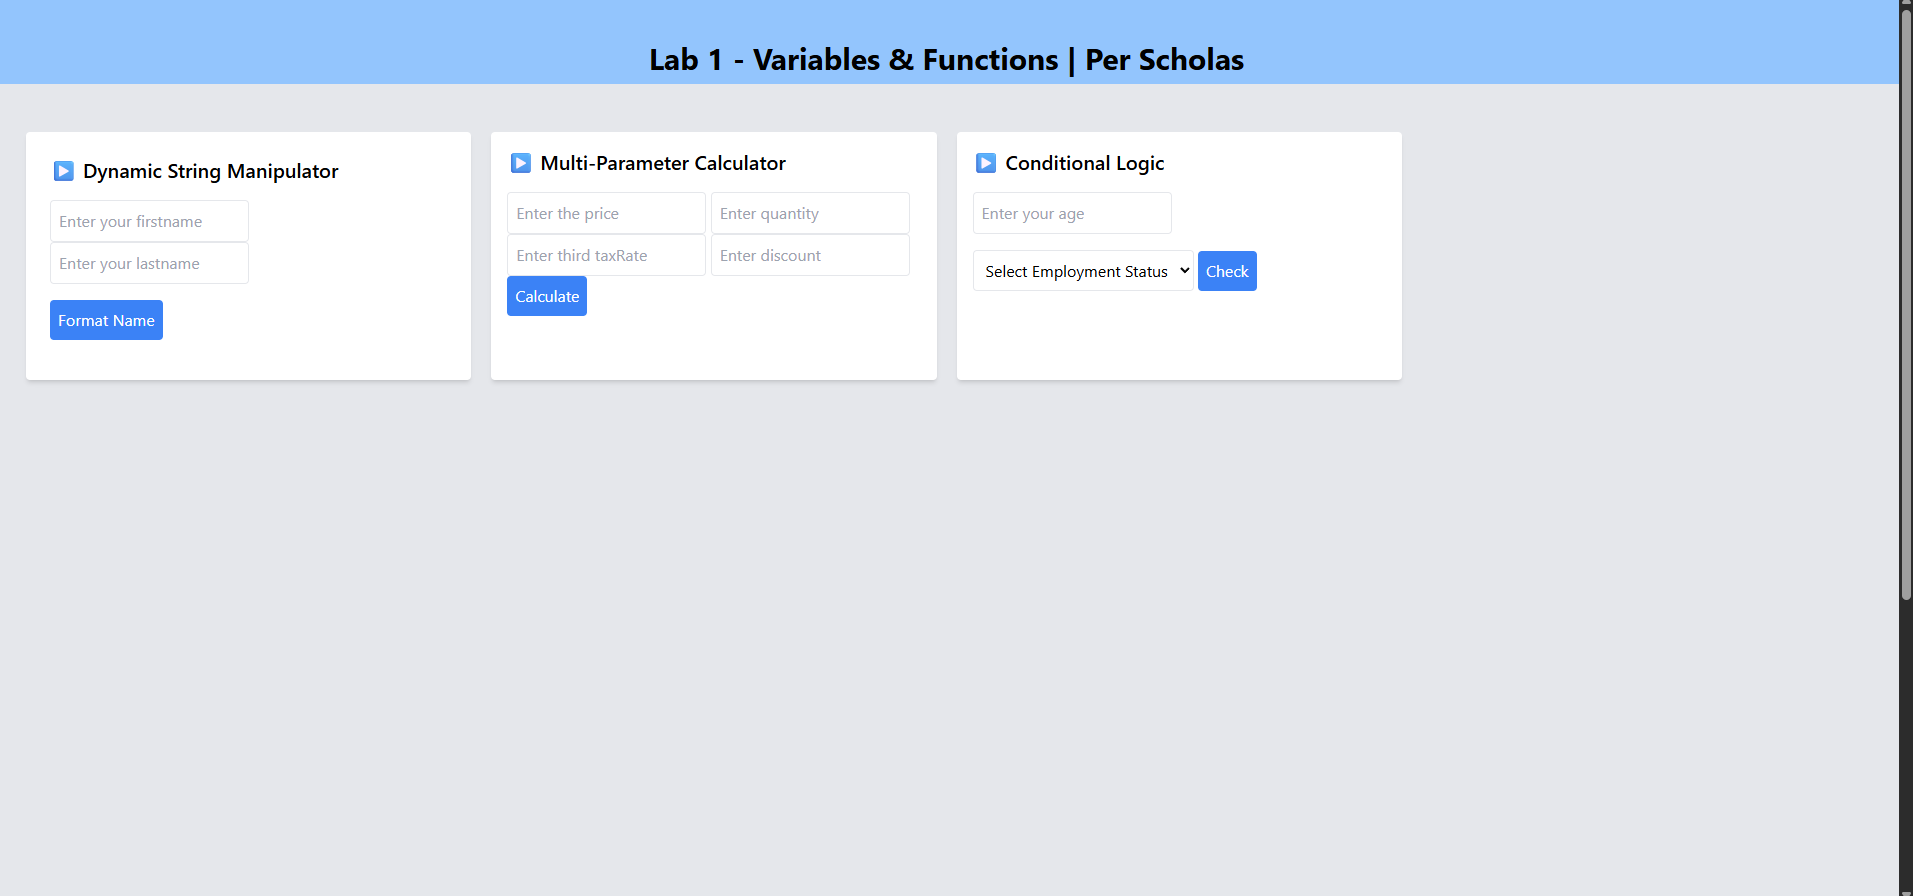 Lab 1 - Variables & Functions | Per Scholas
Dynamic String Manipulator
Enter your firstname
Enter your lastname
Format Name
Multi-Parameter Calculator
Enter the price
Enter quantity
Enter third taxRate
Enter discount
Calculate
Conditional Logic
Enter your age
Select Employment Status
Check